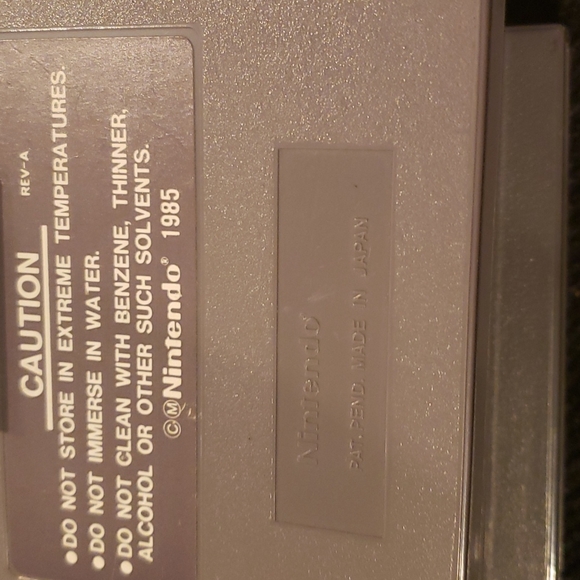 REV-A
CAUTION
•DO NOT STORE IN EXTREME TEMPERATURES.
•DO NOT IMMERSE IN WATER.
•DO NOT CLEAN WITH BENZENE, THINNER,
ALCOHOL OR OTHER SUCH SOLVENTS.
©Ⓜ Nintendo® 1985
Nintendo
PAT. PEND. MADE IN JAPAN